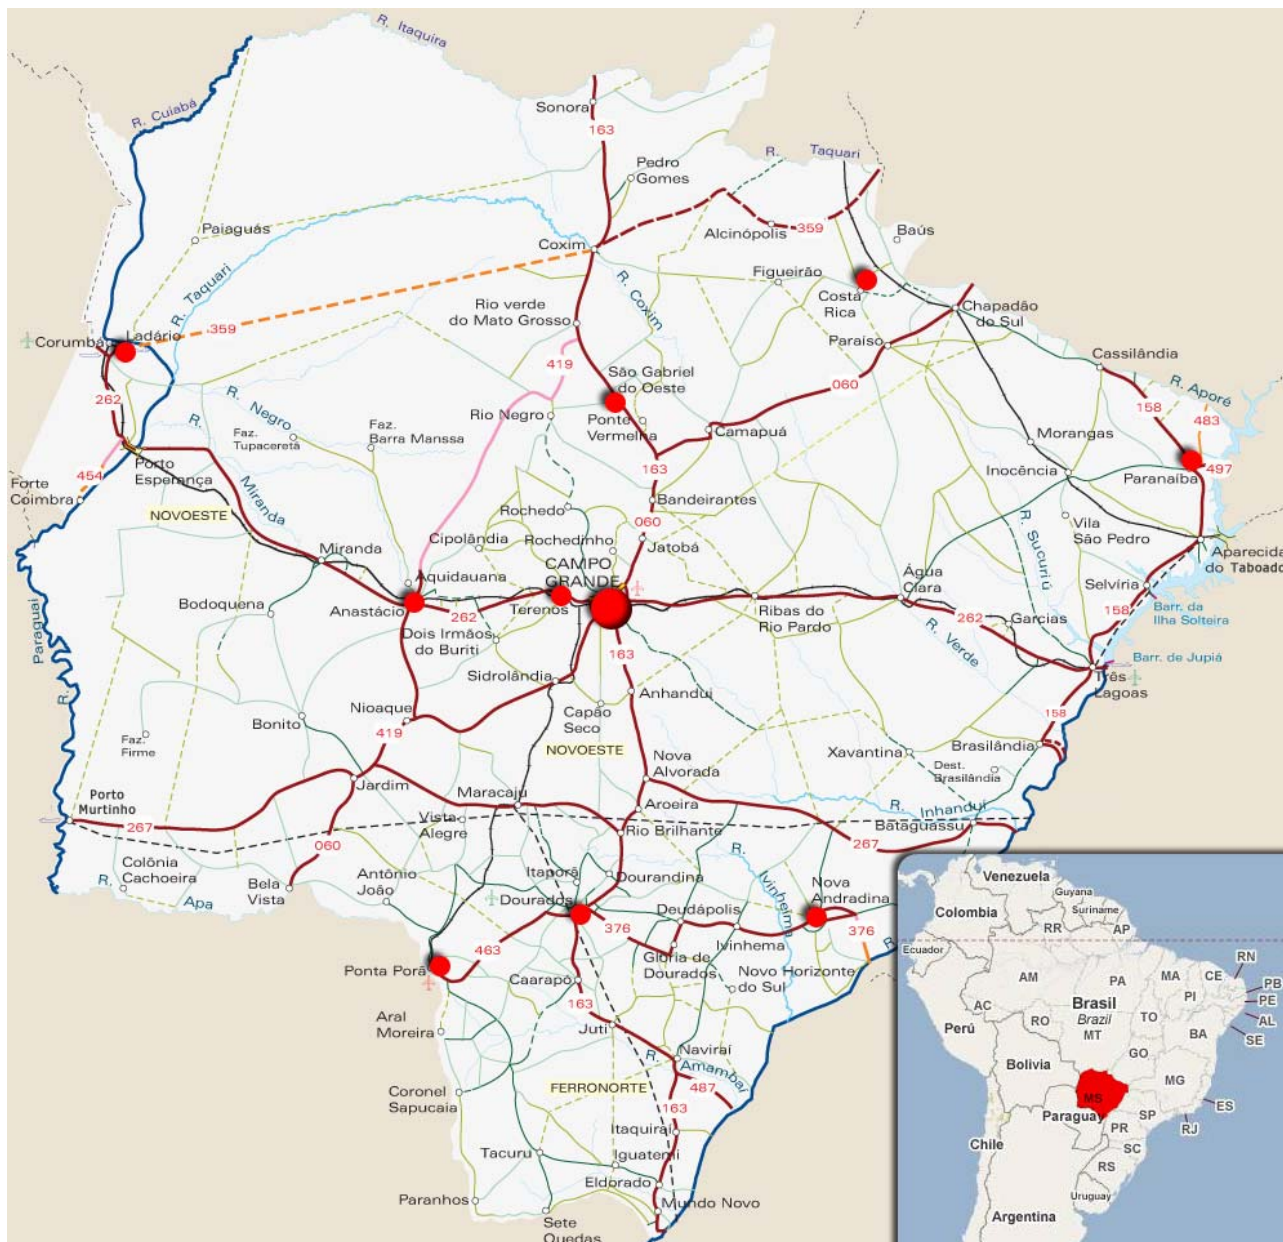 R. Itaquira
R. Cuiabá
Sonora
163
Pedro
Gomes
R. Taquari
Paiaguás
Coxim
Alcinópolis
359
Baús
R. Taquari
R. Coxim
Figueirão
Costa
Rica
Chapadão
do Sul
Rio verde
do Mato Grosso
359
Corumbá
Ladário
Paraíso
Cassilândia
419
São Gabriel
do Oeste
060
R. Aporé
262
R. Negro
Rio Negro
Ponte
Vermelha
Camapuá
158
483
Faz.
Tupaceretã
Faz.
Barra Manssa
R. Miranda
Morangas
454
Porto
Esperança
163
Inocência
497
Paranaíba
Forte
Coimbra
Bandeirantes
NOVOESTE
Rochedo
060
R. Sucuriú
Vila
São Pedro
Cipolândia
Rochedinho
Jatobá
Miranda
Aparecida
do Taboado
CAMPO
GRANDE
Aquidauana
Água
Clara
Selvíria
Bodoquena
Anastácio
262
Terenos
Ribas do
Rio Pardo
158
Barr. da
Ilha Solteira
R. Paraguai
Dois Irmãos
do Buriti
262
Garcias
R. Verde
163
Barr. de Jupiá
Sidrolândia
Três
Lagoas
Anhandui
Nioaque
Capão
Seco
Bonito
158
419
Faz.
Firme
NOVOESTE
Nova
Alvorada
Xavantina
Brasilândia
Dest.
Brasilândia
Jardim
Maracaju
Porto
Murtinho
Aroeira
R. Inhanduí
267
Vista
Alegre
Rio Brilhante
Bataguassu
267
060
Colônia
Cachoeira
R. Apa
Bela
Vista
Antônio
João
Itaporã
Dourandina
R. Ivinheima
Nova
Andradina
Dourados
Deudápolis
376
376
463
Ivinhema
Ponta Porã
Glória de
Dourados
Novo Horizonte
do Sul
R.
Caarapó
163
Aral
Moreira
Juti
Naviraí
R. Amambaí
Coronel
Sapucaia
FERRONORTE
487
163
Itaquiraí
Tacuru
Iguatemi
Eldorado
Paranhos
Mundo Novo
Sete
Quedas
Venezuela
Guyana
Colombia
Suriname
RR
AP
Ecuador
RN
AM
PA
MA
CE
PB
PI
PE
AC
Brasil
Brazil
TO
AL
Perú
RO
MT
BA
SE
GO
Bolivia
MG
MS
ES
Paraguay
SP
RJ
PR
Chile
SC
RS
Uruguay
Argentina